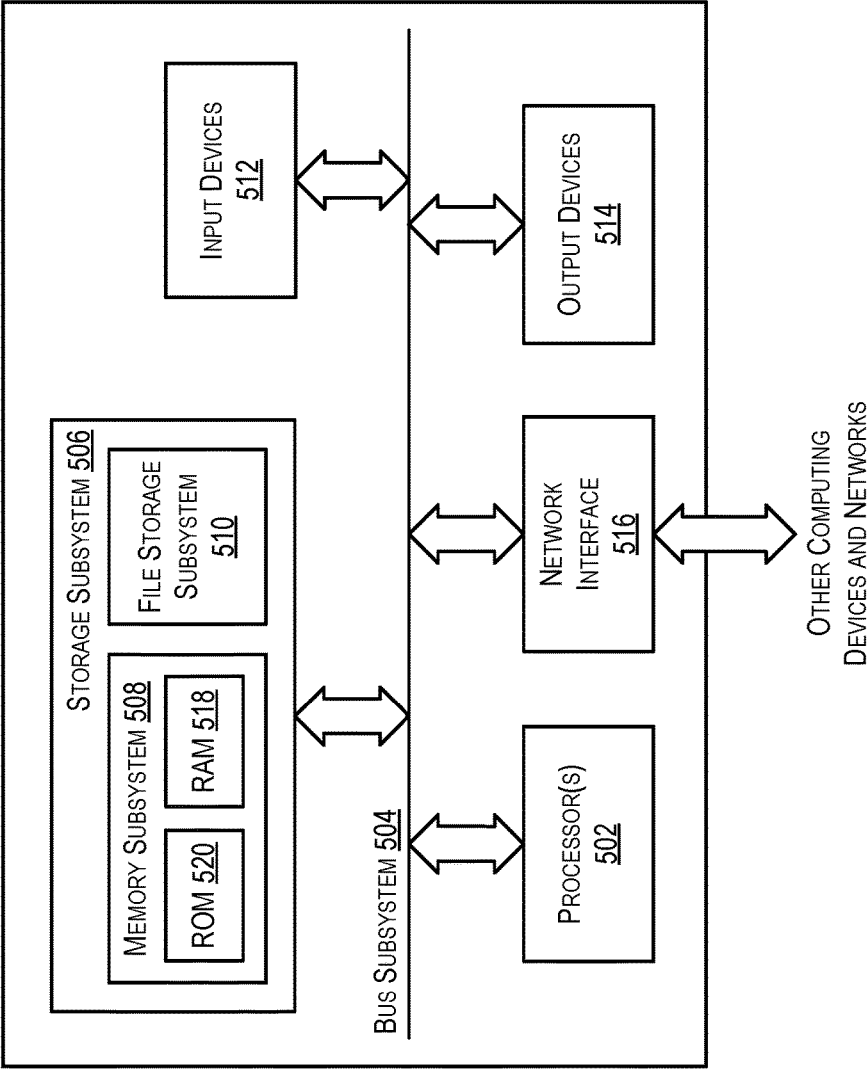 STORAGE SUBSYSTEM 506
MEMORY SUBSYSTEM 508
ROM 520
RAM 518
FILE STORAGE
SUBSYSTEM
510
INPUT DEVICES
512
BUS SUBSYSTEM 504
PROCESSOR(S)
502
NETWORK
INTERFACE
516
OUTPUT DEVICES
514
OTHER COMPUTING
DEVICES AND NETWORKS